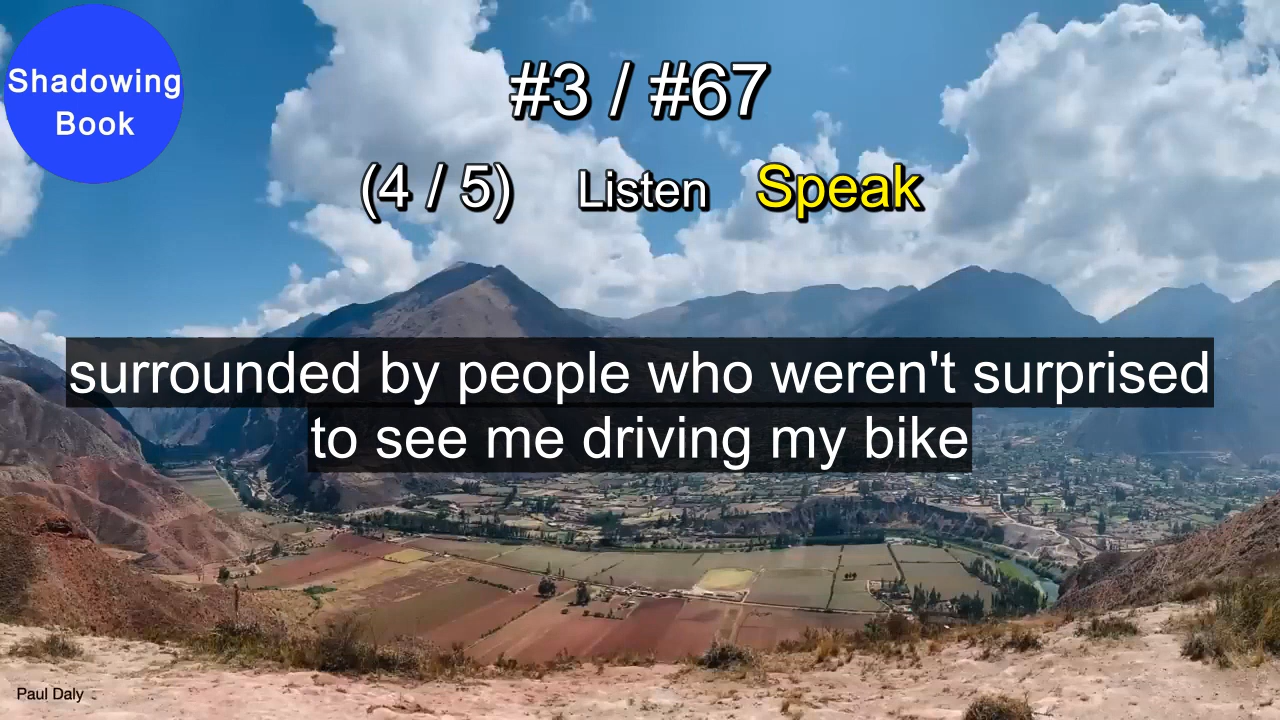 Shadowing
Book
#3 / #67
(4 / 5) Listen Speak
surrounded by people who weren't surprised
to see me driving my bike
Paul Daly